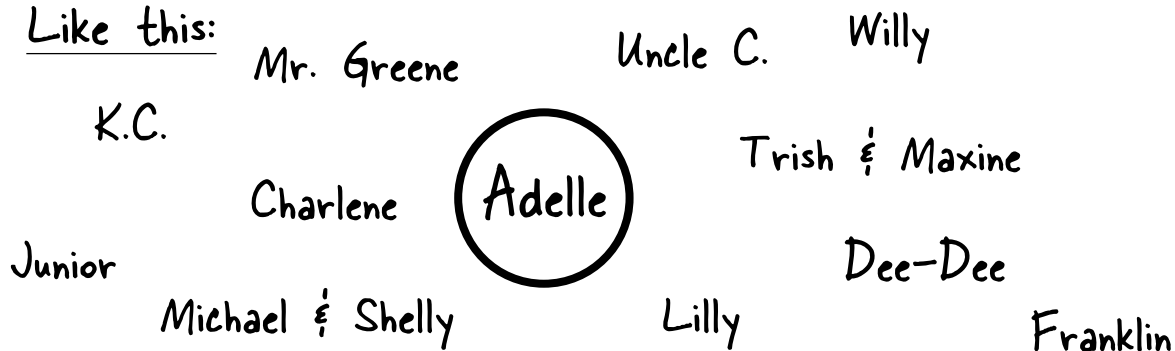 Like this:
Mr. Greene
Uncle C.
Willy
K.C.
Trish & Maxine
Charlene
Adelle
Junior
Dee-Dee
Michael & Shelly
Lilly
Franklin